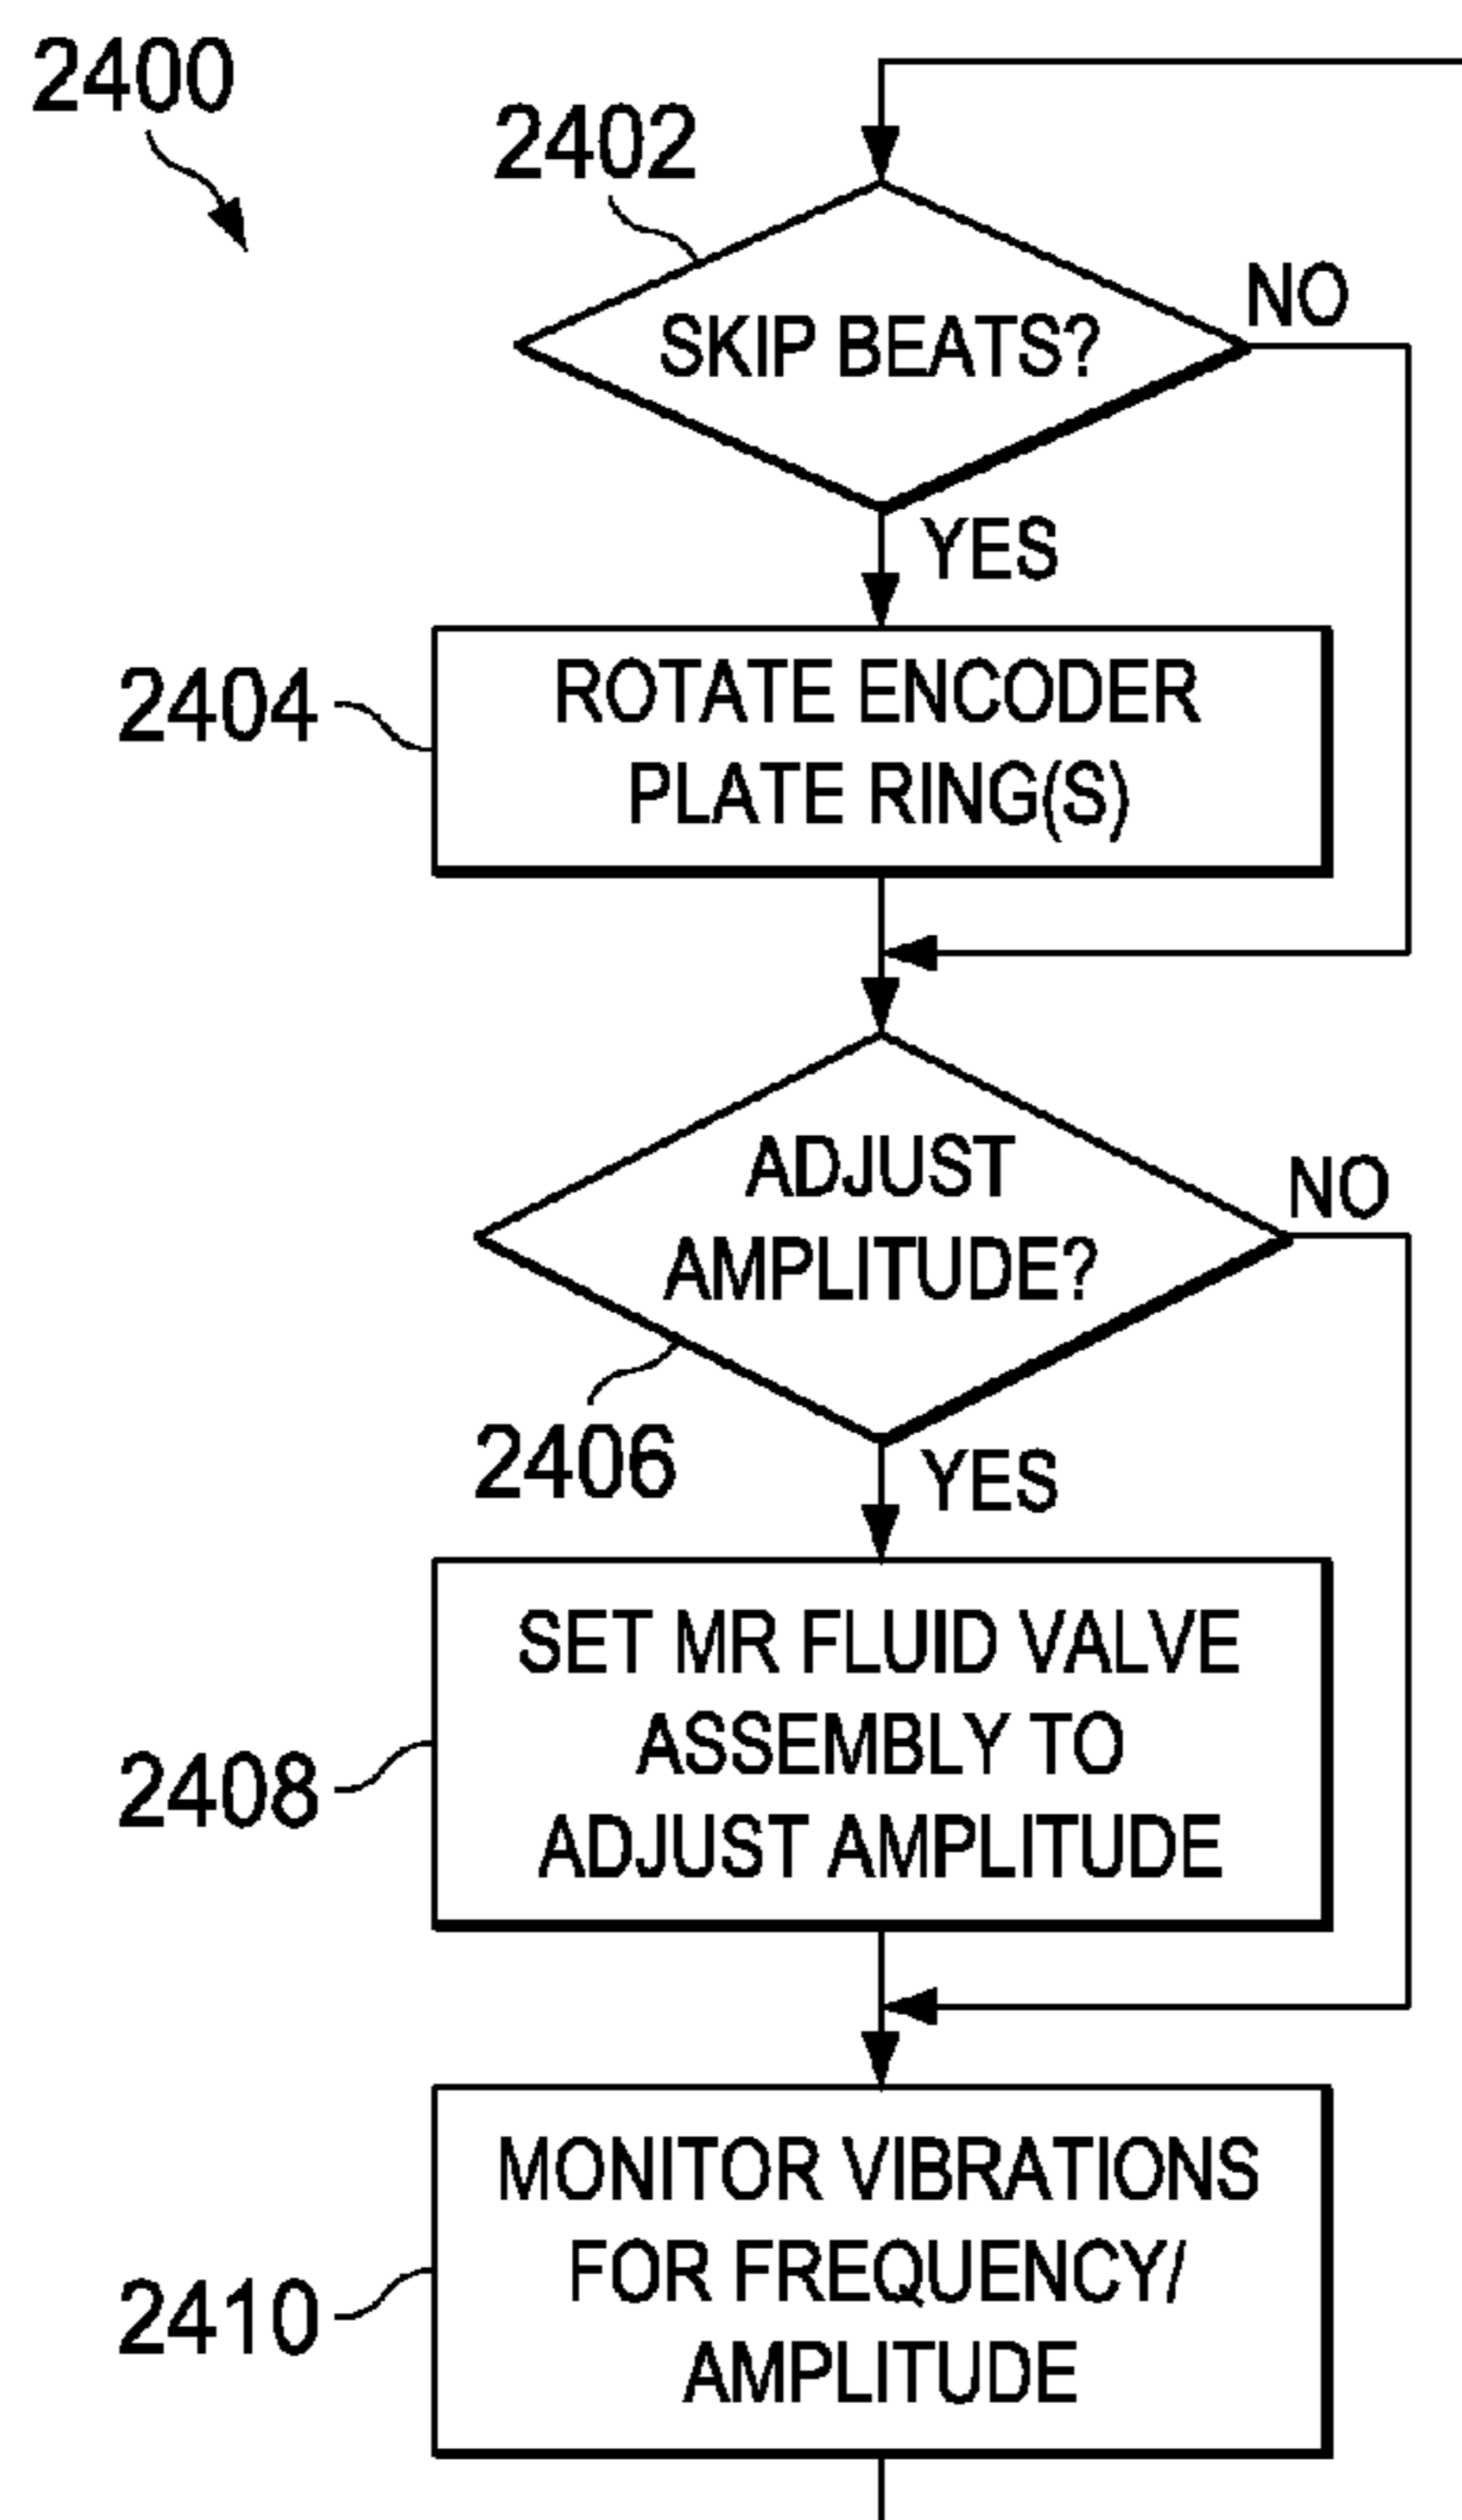 2400
2402
SKIP BEATS?
NO
YES
2404
ROTATE ENCODER
PLATE RING(S)
ADJUST
AMPLITUDE?
NO
2406
YES
SET MR FLUID VALVE
ASSEMBLY TO
ADJUST AMPLITUDE
2408
MONITOR VIBRATIONS
FOR FREQUENCY/
AMPLITUDE
2410